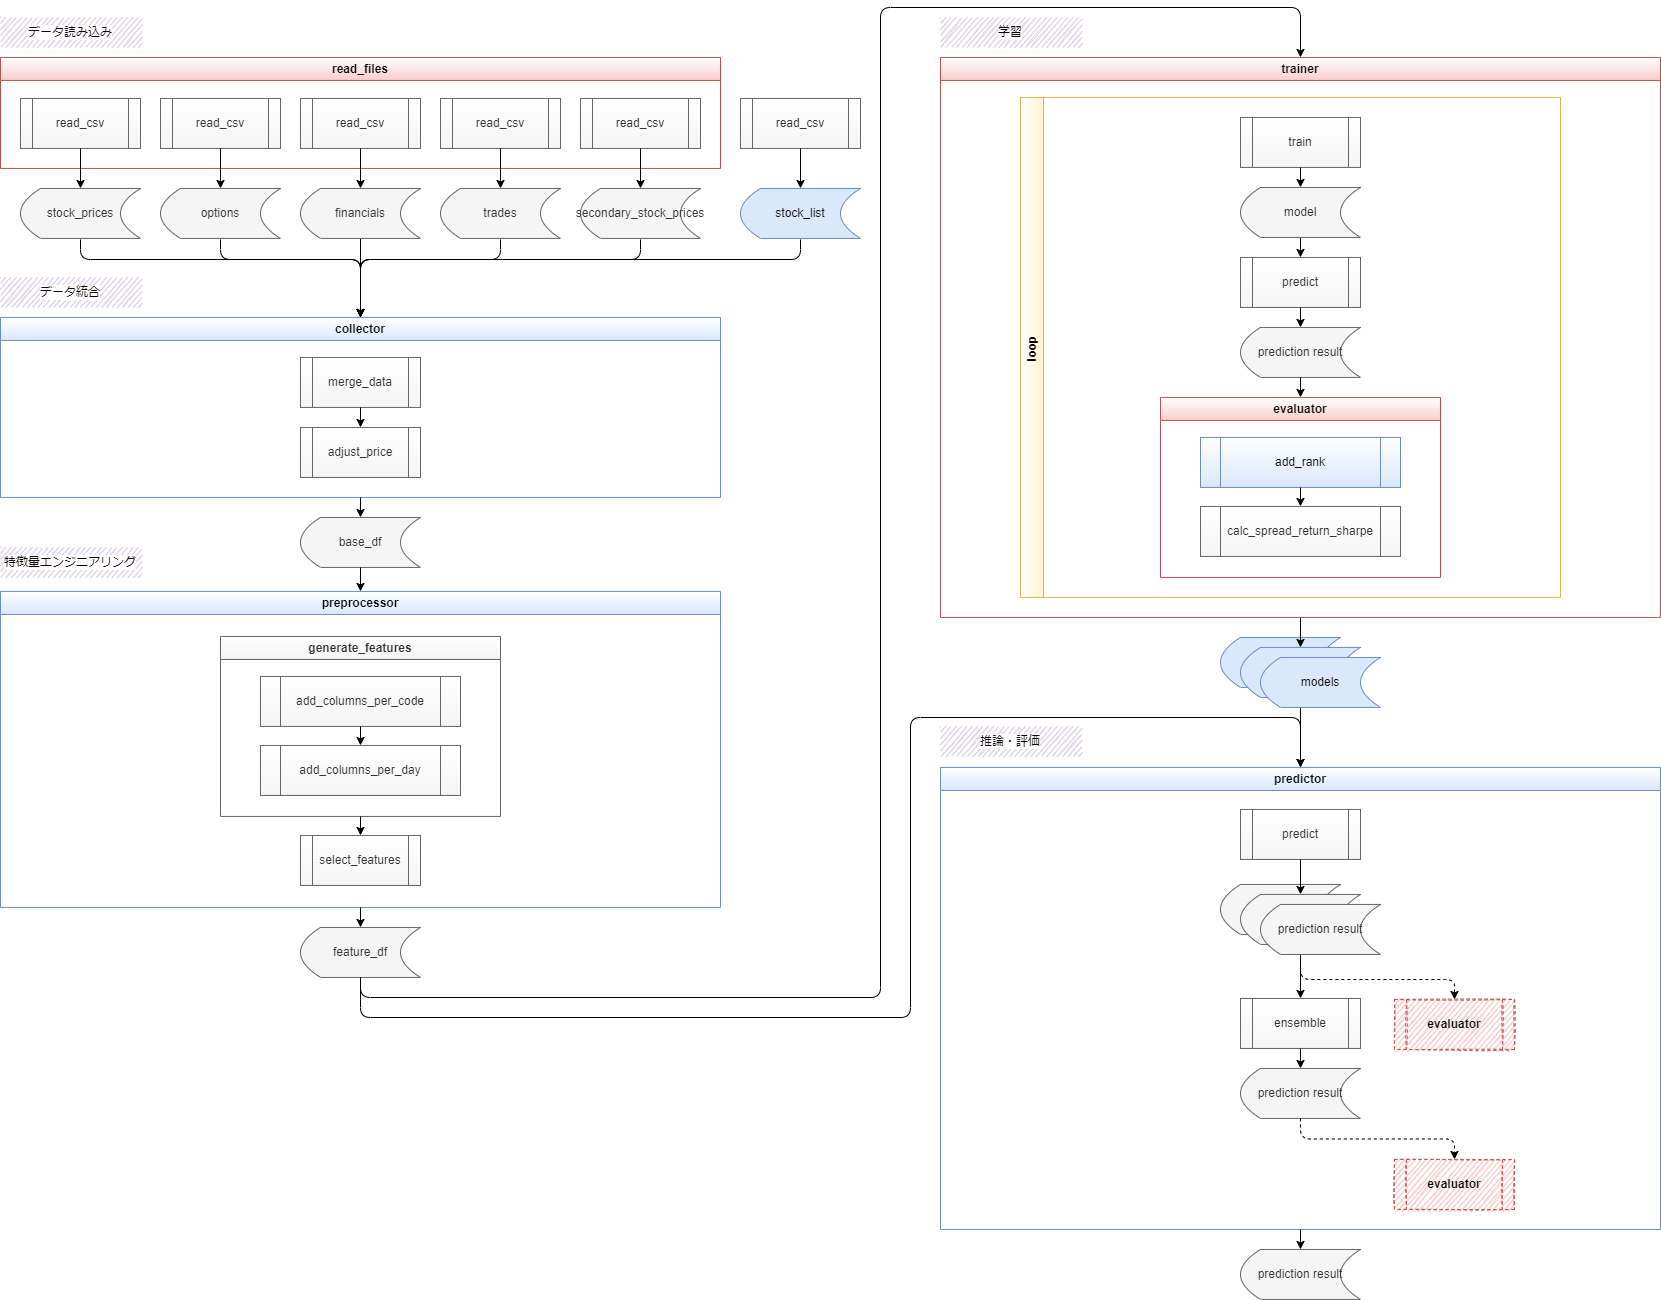 データ読み込み
read_files
read_csv
read_csv
read_csv
read_csv
read_csv
read_csv
stock_prices
options
financials
trades
secondary_stock_prices
stock_list
データ統合
collector
merge_data
adjust_price
base_df
特徴量エンジニアリング
preprocessor
generate_features
add_columns_per_code
add_columns_per_day
select_features
feature_df
学習
trainer
loop
train
model
predict
prediction result
evaluator
add_rank
calc_spread_return_sharpe
models
推論・評価
predictor
predict
prediction result
ensemble
evaluator
prediction result
evaluator
prediction result